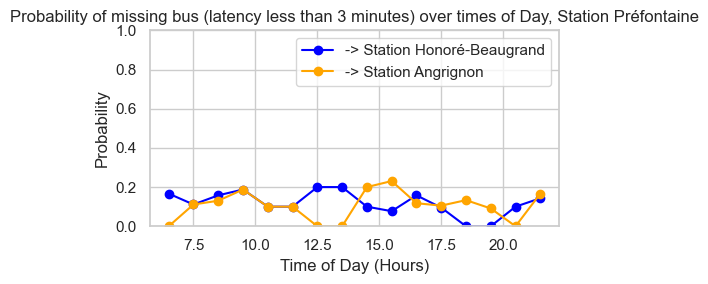 Probability of missing bus (latency less than 3 minutes) over times of Day, Station Préfontaine
1.0
-> Station Honoré-Beaugrand
-> Station Angrignon
0.8
0.6
Probability
0.4
0.2
0.0
7.5 10.0 12.5 15.0 17.5 20.0
Time of Day (Hours)